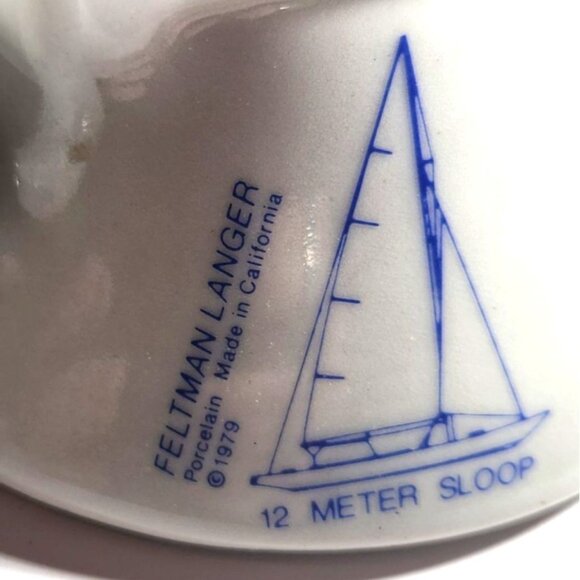 FELTMAN LANGER
Porcelain Made in California
©1979
12 METER SLOOP